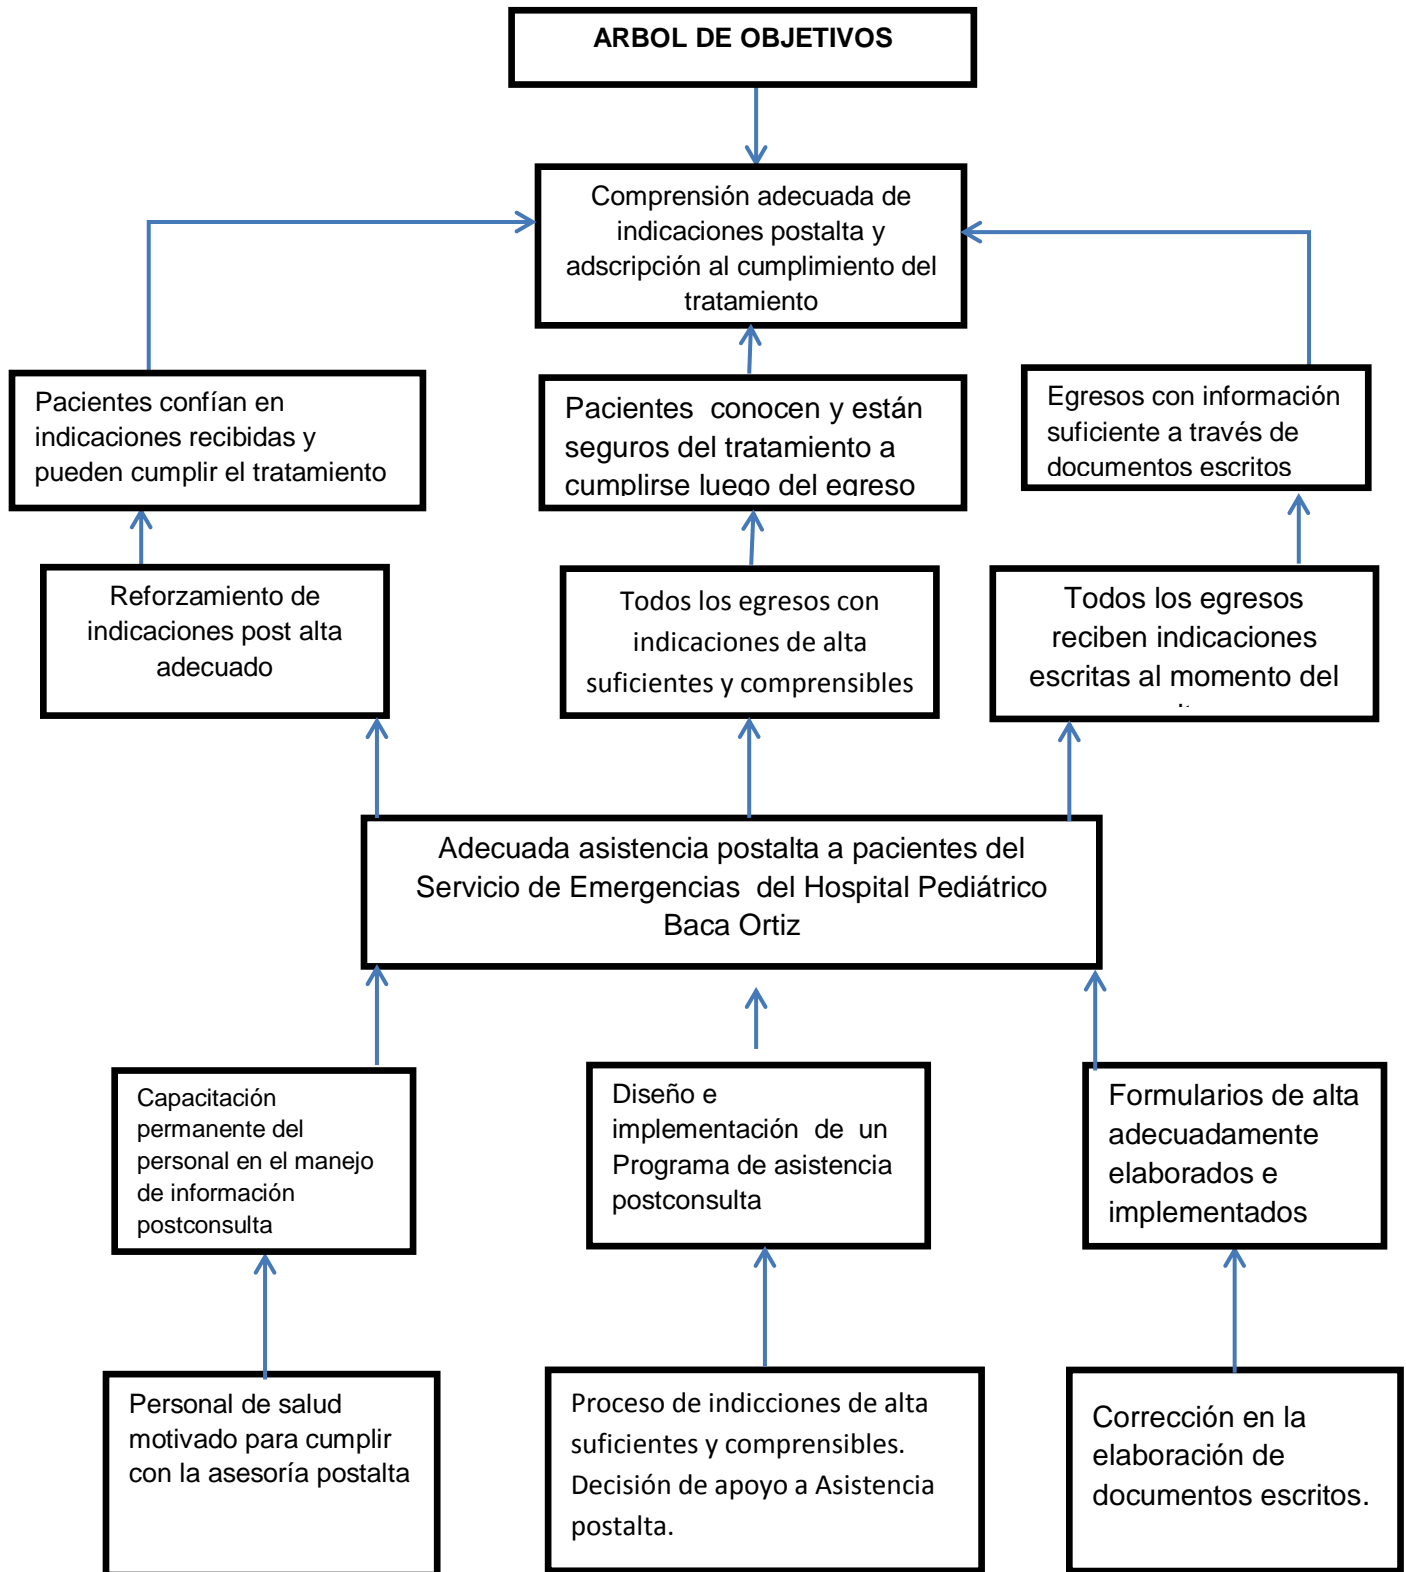 ARBOL DE OBJETIVOS
Comprensión adecuada de
indicaciones postalta y
adscripción al cumplimiento del
tratamiento
Pacientes confían en
indicaciones recibidas y
pueden cumplir el tratamiento
Pacientes conocen y están
seguros del tratamiento a
cumplirse luego del egreso
Egresos con información
suficiente a través de
documentos escritos
Reforzamiento de
indicaciones post alta
adecuado
Todos los egresos con
indicaciones de alta
suficientes y comprensibles
Todos los egresos
reciben indicaciones
escritas al momento del
Adecuada asistencia postalta a pacientes del
Servicio de Emergencias del Hospital Pediátrico
Baca Ortiz
Capacitación
permanente del
personal en el manejo
de información
postconsulta
Diseño e
implementación de un
Programa de asistencia
postconsulta
Formularios de alta
adecuadamente
elaborados e
implementados
Personal de salud
motivado para cumplir
con la asesoría postalta
Proceso de indicciones de alta
suficientes y comprensibles.
Decisión de apoyo a Asistencia
postalta.
Corrección en la
elaboración de
documentos escritos.